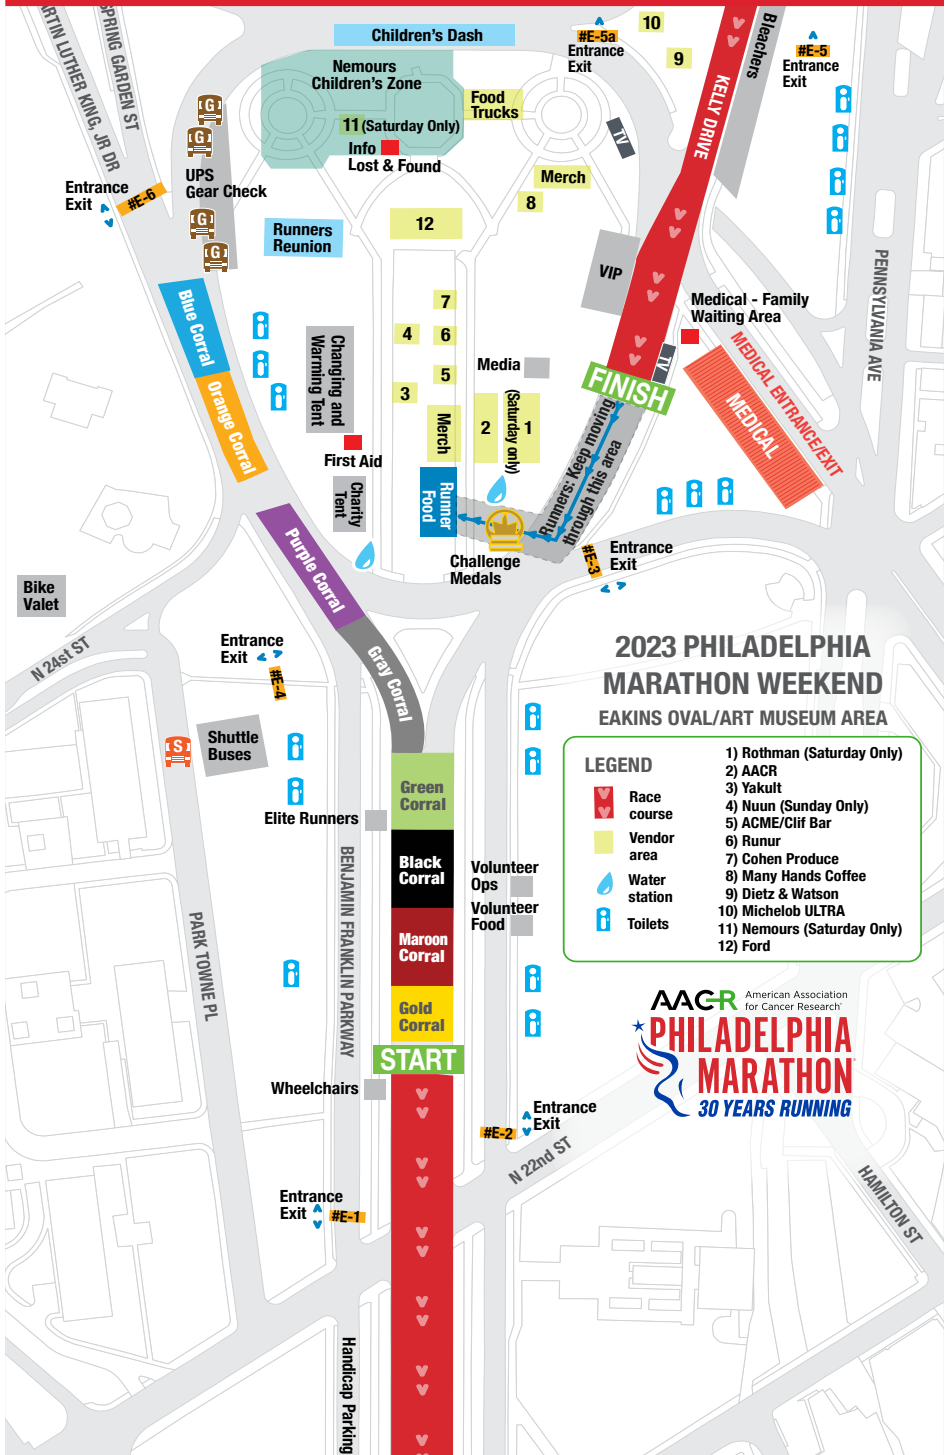 MARTIN LUTHER KING, JR DR
SPRING GARDEN ST
Children's Dash
Nemours
Children's Zone
11 (Saturday Only)
Info
Lost & Found
Food
Trucks
#E-5a
Entrance
Exit
10
9
KELLY DRIVE
Bleachers
#E-5
Entrance
Exit
TV
Merch
8
G
G
G
G
UPS
Gear Check
Entrance
Exit
#E-6
Runners
Reunion
12
VIP
PENNSYLVANIA AVE
Medical - Family
Waiting Area
TV
MEDICAL ENTRANCE/EXIT
MEDICAL
Blue Corral
Orange Corral
Changing and
Warming Tent
First Aid
Charity
Tent
7
4
6
5
3
Merch
Media
2
1
(Saturday only)
FINISH
Runners: Keep moving
through this area
Runner
Food
Challenge
Medals
#E-3
Entrance
Exit
Purple Corral
Bike
Valet
N 24st ST
Entrance
Exit
#E-4
Gray Corral
S
Shuttle
Buses
Elite Runners
Green
Corral
Black
Corral
Maroon
Corral
Gold
Corral
START
Volunteer
Ops
Volunteer
Food
BENJAMIN FRANKLIN PARKWAY
PARK TOWNE PL
Wheelchairs
Entrance
Exit
#E-2
N 22nd ST
Entrance
Exit
#E-1
Handicap Parking
HAMILTON ST
2023 PHILADELPHIA
MARATHON WEEKEND
EAKINS OVAL/ART MUSEUM AREA
LEGEND
Race
course
Vendor
area
Water
station
Toilets
1) Rothman (Saturday Only)
2) AACR
3) Yakult
4) Nuun (Sunday Only)
5) ACME/Clif Bar
6) Runur
7) Cohen Produce
8) Many Hands Coffee
9) Dietz & Watson
10) Michelob ULTRA
11) Nemours (Saturday Only)
12) Ford
AACR American Association
for Cancer Research
PHILADELPHIA
MARATHON
30 YEARS RUNNING